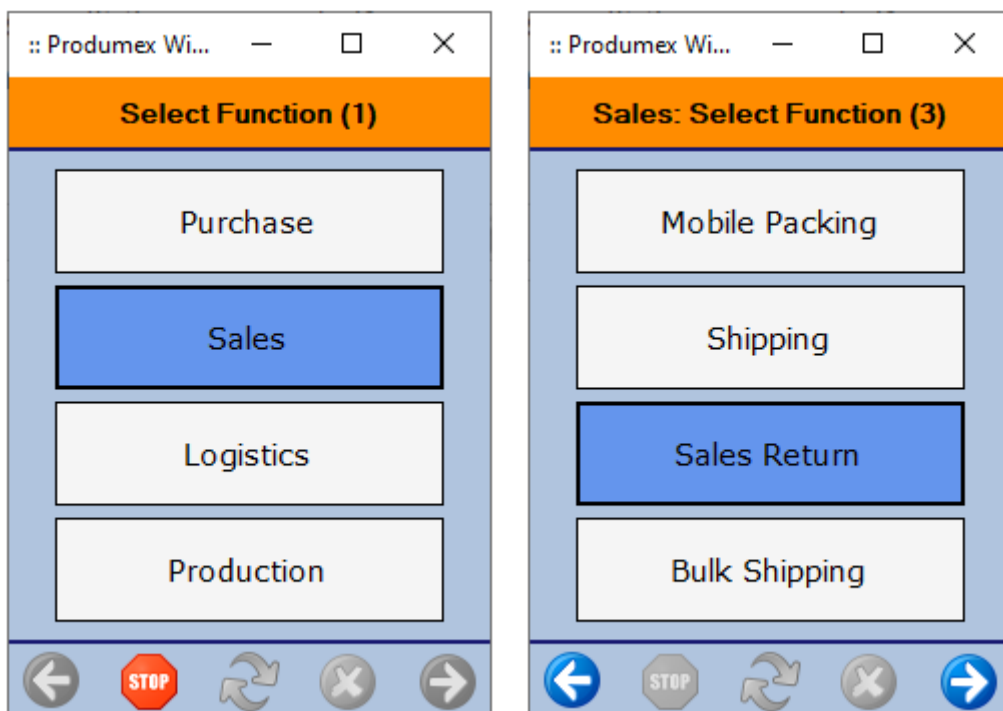 :: Produmex Wi...
Select Function (1)
Purchase
Sales
Logistics
Production
STOP
:: Produmex Wi...
Sales: Select Function (3)
Mobile Packing
Shipping
Sales Return
Bulk Shipping
STOP